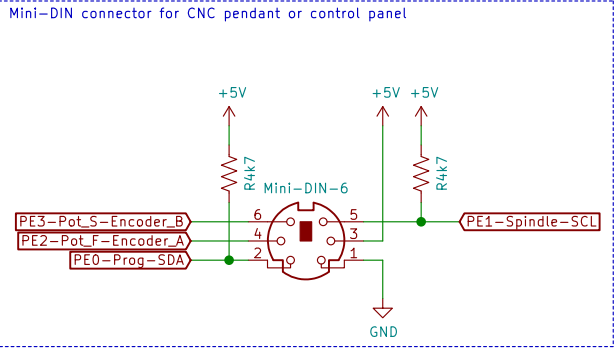 Mini-DIN connector for CNC pendant or control panel
+5V
+5V
+5V
R4k7
R4k7
Mini-DIN-6
PE3-Pot_S-Encoder_B
6
5
PE1-Spindle-SCL
PE2-Pot_F-Encoder_A
4
3
PE0-Prog-SDA
2
1
GND